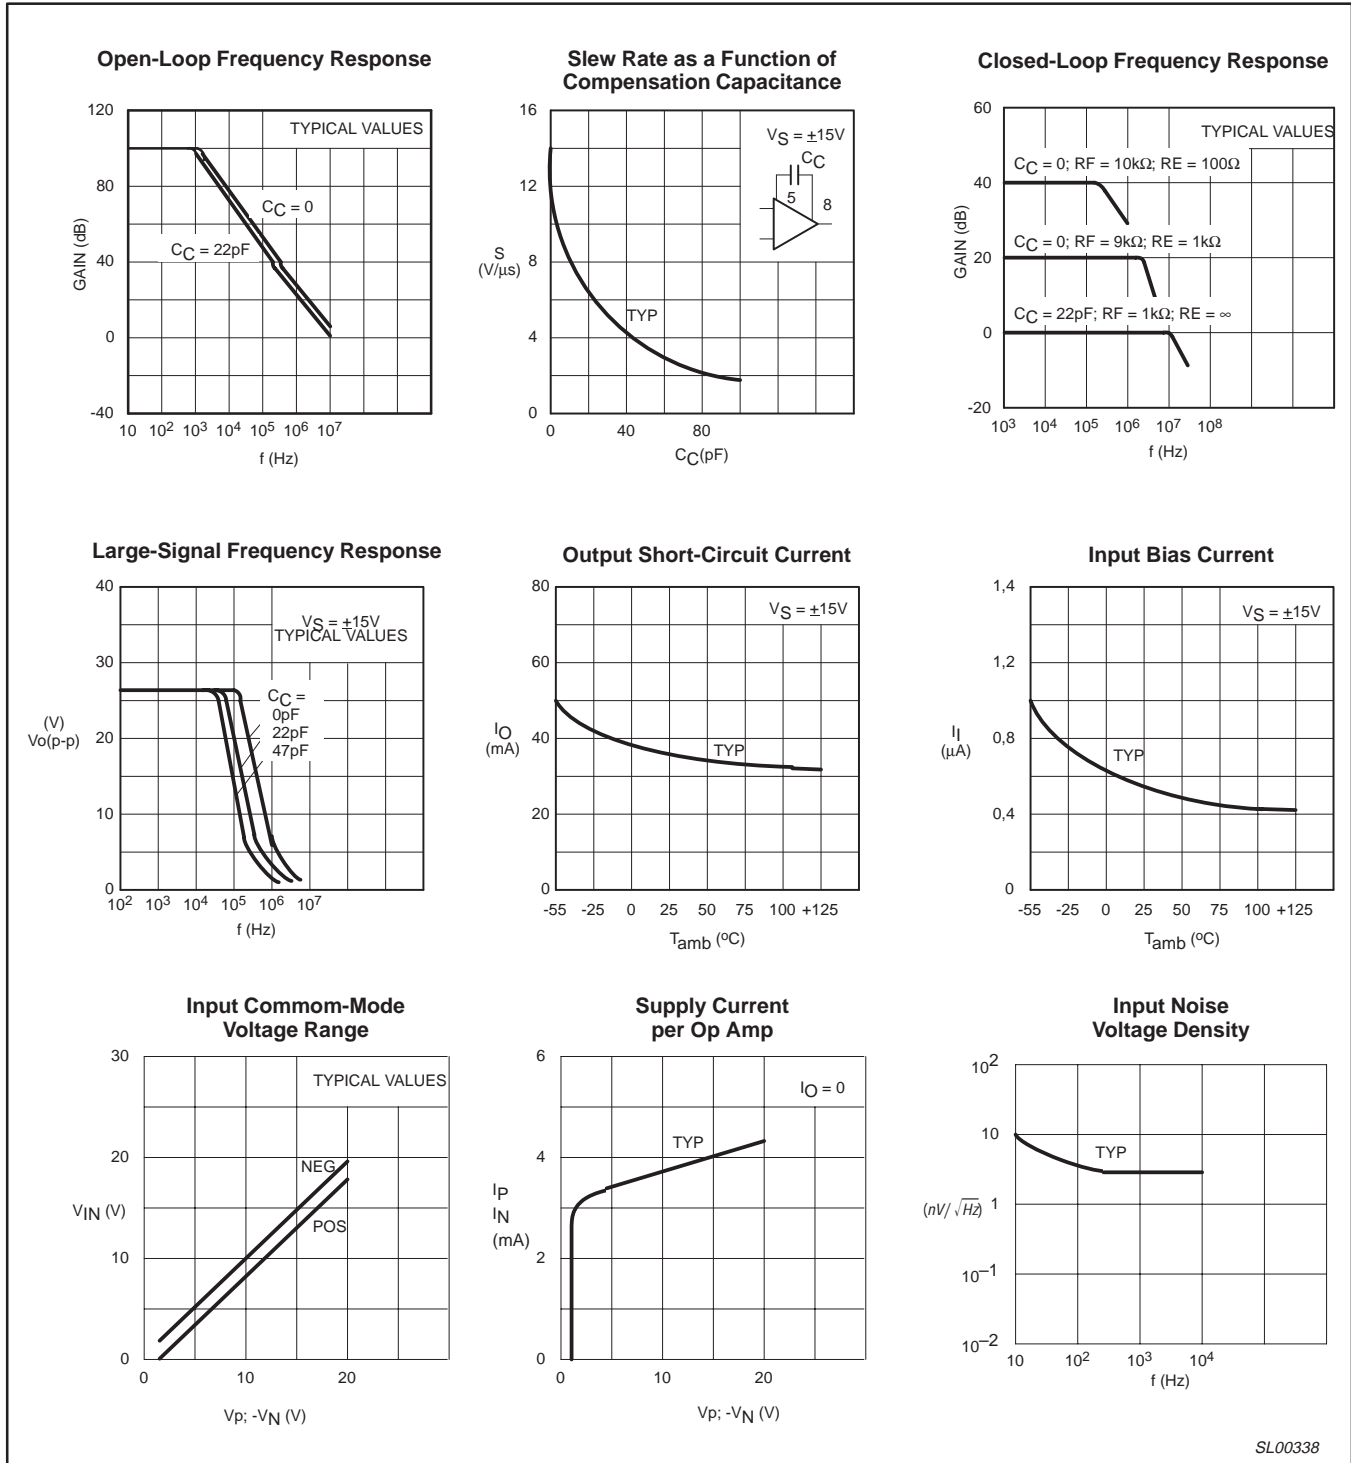 Open-Loop Frequency Response
120
80
40
0
-40
GAIN (dB)
TYPICAL VALUES
CC = 0
CC = 22pF
10 10² 10³ 10⁴ 10⁵ 10⁶ 10⁷
f (Hz)
Slew Rate as a Function of
Compensation Capacitance
16
12
8
4
0
S
(V/µs)
VS = ±15V
CC
5
8
TYP
0 40 80
CC(pF)
Closed-Loop Frequency Response
60
40
20
0
-20
GAIN (dB)
TYPICAL VALUES
CC = 0; RF = 10kΩ; RE = 100Ω
CC = 0; RF = 9kΩ; RE = 1kΩ
CC = 22pF; RF = 1kΩ; RE = ∞
10³ 10⁴ 10⁵ 10⁶ 10⁷ 10⁸
f (Hz)
Large-Signal Frequency Response
40
30
20
10
0
(V)
Vo(p-p)
VS = ±15V
TYPICAL VALUES
CC =
0pF
22pF
47pF
10² 10³ 10⁴ 10⁵ 10⁶ 10⁷
f (Hz)
Output Short-Circuit Current
80
60
40
20
0
IO
(mA)
VS = ±15V
TYP
-55 -25 0 25 50 75 100 +125
Tamb (ºC)
Input Bias Current
1,4
1,2
0,8
0,4
0
II
(µA)
VS = ±15V
TYP
-55 -25 0 25 50 75 100 +125
Tamb (ºC)
Input Commom-Mode
Voltage Range
30
20
10
0
VIN (V)
TYPICAL VALUES
NEG
POS
0 10 20
Vp; -VN (V)
Supply Current
per Op Amp
6
4
2
0
IP
IN
(mA)
IO = 0
TYP
0 10 20
Vp; -VN (V)
Input Noise
Voltage Density
10²
10
1
10⁻¹
10⁻²
(nV/√Hz)
TYP
10 10² 10³ 10⁴
f (Hz)
SL00338